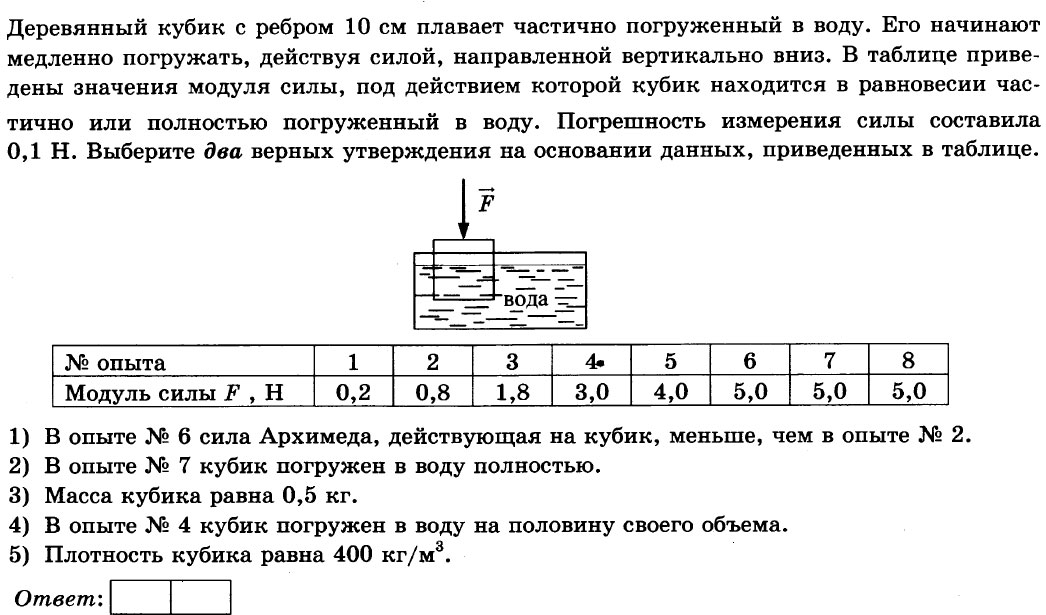 Деревянный кубик с ребром 10 см плавает частично погруженный в воду. Его начинают
медленно погружать, действуя силой, направленной вертикально вниз. В таблице приве-
дены значения модуля силы, под действием которой кубик находится в равновесии час-
тично или полностью погруженный в воду. Погрешность измерения силы составила
0,1 Н. Выберите два верных утверждения на основании данных, приведенных в таблице.
F
вода
№ опыта 1 2 3 4 5 6 7 8
Модуль силы F , Н 0,2 0,8 1,8 3,0 4,0 5,0 5,0 5,0
1) В опыте № 6 сила Архимеда, действующая на кубик, меньше, чем в опыте № 2.
2) В опыте № 7 кубик погружен в воду полностью.
3) Масса кубика равна 0,5 кг.
4) В опыте № 4 кубик погружен в воду на половину своего объема.
5) Плотность кубика равна 400 кг/м³.
Ответ: